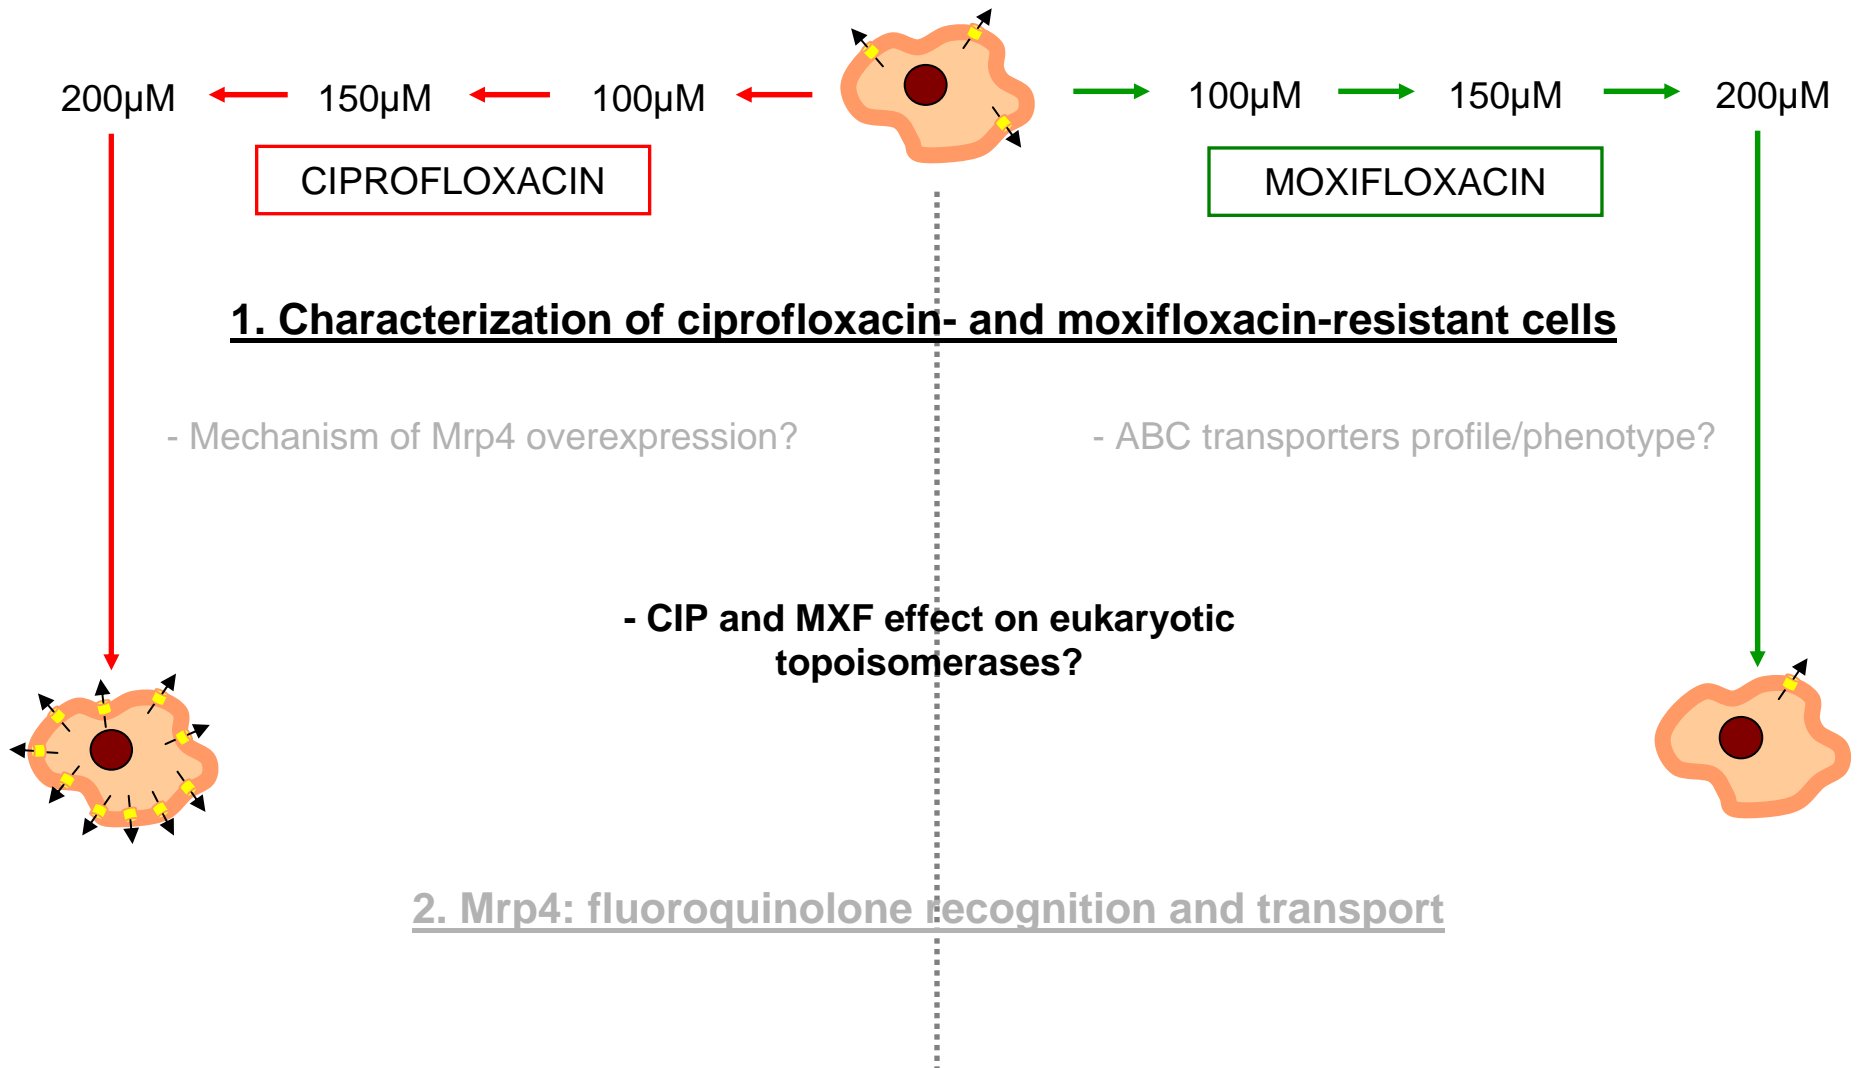 200µM 150µM 100µM 100µM 150µM 200µM
CIPROFLOXACIN MOXIFLOXACIN
1. Characterization of ciprofloxacin- and moxifloxacin-resistant cells
- Mechanism of Mrp4 overexpression? - ABC transporters profile/phenotype?
- CIP and MXF effect on eukaryotic
topoisomerases?
2. Mrp4: fluoroquinolone recognition and transport